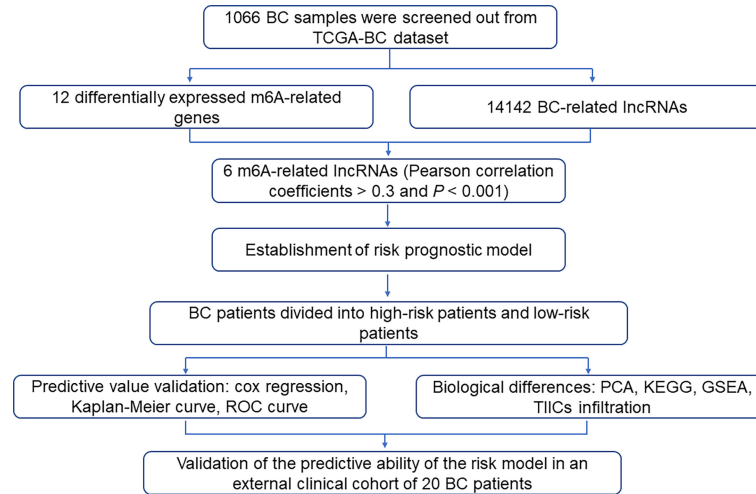 1066 BC samples were screened out from
TCGA-BC dataset
12 differentially expressed m6A-related
genes
14142 BC-related lncRNAs
6 m6A-related lncRNAs (Pearson correlation
coefficients > 0.3 and P < 0.001)
Establishment of risk prognostic model
BC patients divided into high-risk patients and low-risk
patients
Predictive value validation: cox regression,
Kaplan-Meier curve, ROC curve
Biological differences: PCA, KEGG, GSEA,
TIICs infiltration
Validation of the predictive ability of the risk model in an
external clinical cohort of 20 BC patients